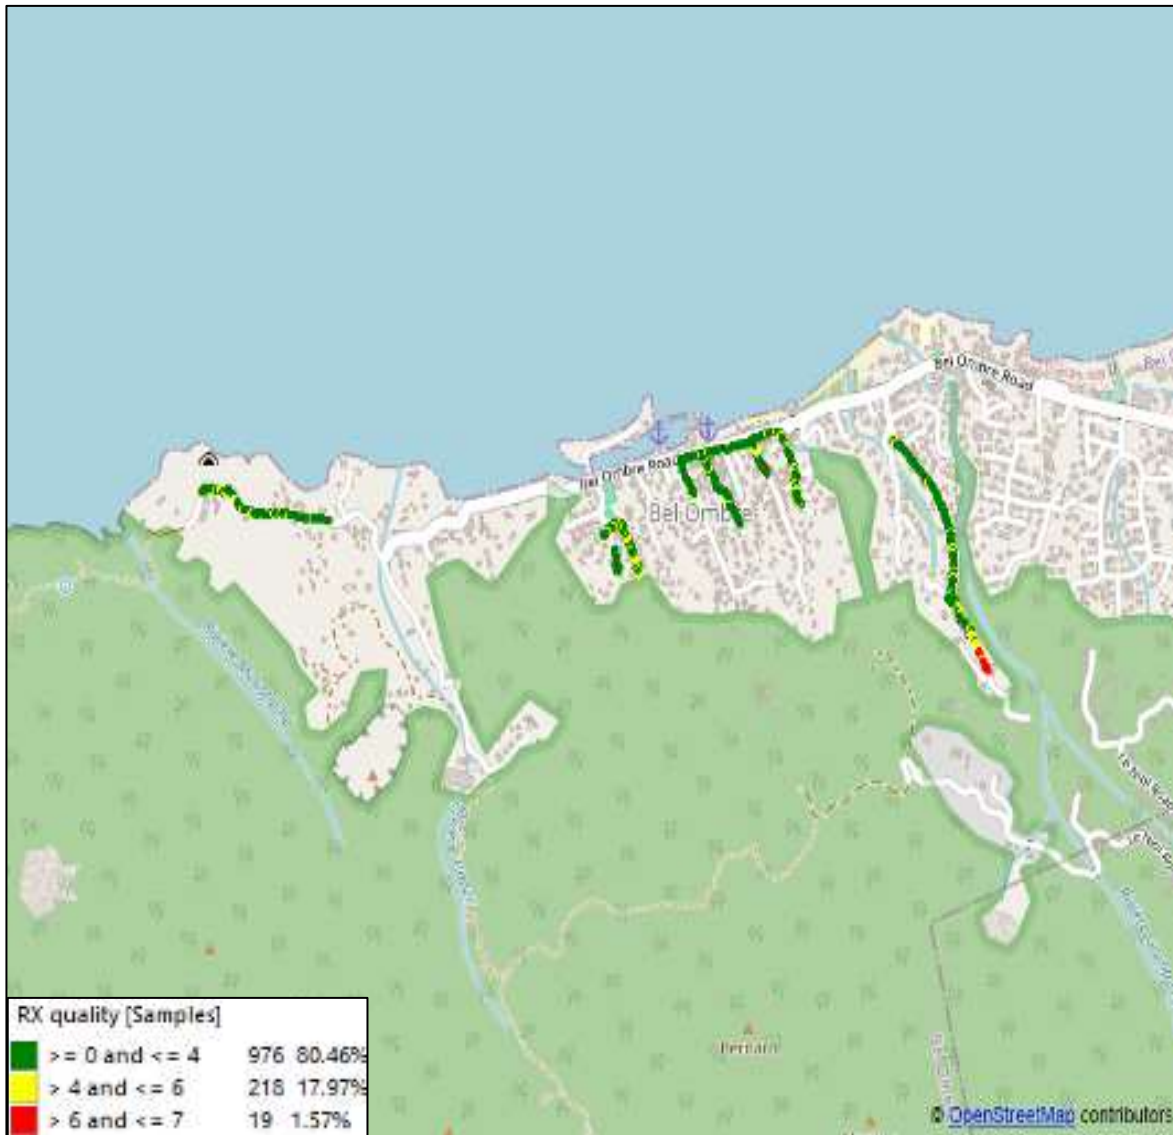 Bel Ombre Road
Bel Ombre Road
Bel Ombre
RX quality [Samples]
>= 0 and <= 4 976 80.46%
> 4 and <= 6 218 17.97%
> 6 and <= 7 19 1.57%
© OpenStreetMap contributors